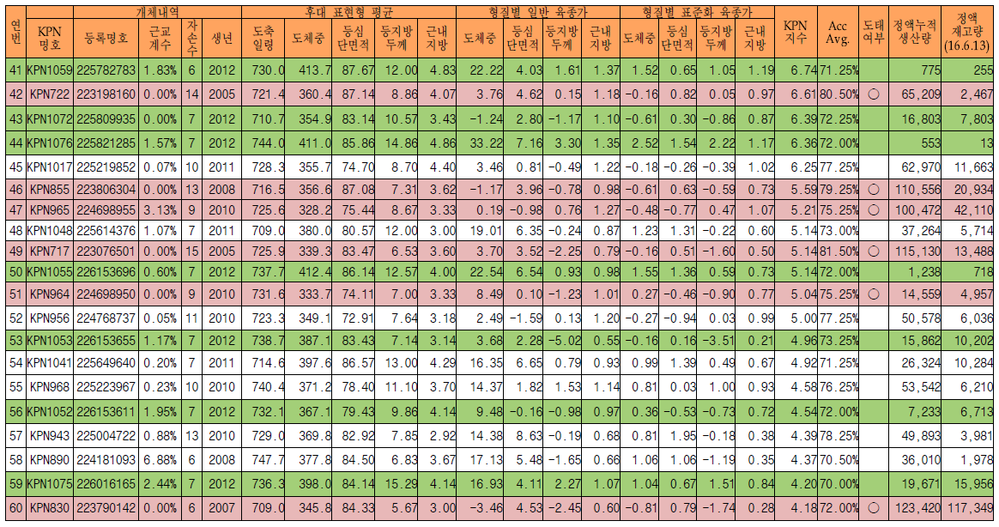 연번 개체내역 후대 표현형 평균 형질별 일반 육종가 형질별 표준화 육종가 KPN 지수 Acc Avg. 도태여부 정액누적 생산량 정액 재고량 (16.6.13)
KPN 명호 등록명호 근교계수 자손수 생년 도축일령 도체중 등심단면적 등지방두께 근내지방 도체중 등심단면적 등지방두께 근내지방 도체중 등심단면적 등지방두께 근내지방
41 KPN1059 225782783 1.83% 6 2012 730.0 413.7 87.67 12.00 4.83 22.22 4.03 1.61 1.37 1.52 0.65 1.05 1.19 6.74 71.25% 775 255
42 KPN722 223198160 0.00% 14 2005 721.4 360.4 87.14 8.86 4.07 3.76 4.62 0.15 1.18 -0.16 0.82 0.05 0.97 6.61 80.50% ○ 65,209 2,467
43 KPN1072 225809935 0.00% 7 2012 710.7 354.9 83.14 10.57 3.43 -1.24 2.80 -1.17 1.10 -0.61 0.30 -0.86 0.87 6.39 72.00% 16,803 7,803
44 KPN1076 225821285 1.57% 7 2012 744.0 411.0 85.86 14.86 4.86 33.22 7.16 3.30 1.35 2.52 1.54 2.22 1.17 6.36 72.00% 553 13
45 KPN1017 225219852 0.07% 10 2011 728.3 355.7 74.70 8.70 4.40 3.46 0.81 -0.49 1.22 -0.18 -0.26 -0.39 1.02 6.25 77.25% 62,970 11,663
46 KPN855 223806304 0.00% 13 2008 716.5 356.6 87.08 7.31 3.62 -1.17 3.96 -0.78 0.98 -0.61 0.63 -0.59 0.73 5.59 79.25% ○ 110,556 20,934
47 KPN965 224698955 3.13% 9 2010 725.6 328.2 75.44 8.67 3.33 0.19 -0.98 0.76 1.27 -0.48 -0.77 0.47 1.07 5.21 75.25% ○ 100,472 42,110
48 KPN1048 225614376 1.07% 7 2011 709.0 380.0 80.57 12.00 3.00 19.01 6.35 -0.24 0.87 1.23 1.31 -0.22 0.60 5.14 73.00% 37,264 5,714
49 KPN717 223076501 0.00% 15 2005 725.9 339.3 83.47 6.53 3.60 3.70 3.52 -2.25 0.79 -0.16 0.51 -1.60 0.50 5.14 81.50% ○ 115,130 13,488
50 KPN1055 226153696 0.60% 7 2012 737.7 412.4 86.14 12.57 4.00 22.54 6.54 0.93 0.98 1.55 1.36 0.59 0.73 5.14 72.00% 1,238 718
51 KPN964 224698950 0.00% 9 2010 731.6 333.7 74.11 7.00 3.33 8.49 0.10 -1.23 1.01 0.27 -0.46 -0.90 0.77 5.04 75.25% ○ 14,559 4,957
52 KPN956 224768737 0.05% 11 2010 723.3 349.1 72.91 7.64 3.18 2.49 -1.59 0.13 1.20 -0.27 -0.94 0.03 0.99 5.00 77.25% 50,578 6,036
53 KPN1053 226153655 1.17% 7 2012 738.7 387.1 83.43 7.14 3.14 3.68 2.28 -5.02 0.55 -0.16 0.16 -3.51 0.21 4.96 73.25% 15,862 10,202
54 KPN1041 225649640 0.20% 7 2011 714.6 397.6 86.57 13.00 4.29 16.35 6.65 0.79 0.93 0.99 1.39 0.49 0.67 4.92 71.25% 26,324 10,284
55 KPN968 225223967 0.23% 10 2010 740.4 371.2 78.40 11.10 3.70 14.37 1.82 1.53 1.14 0.81 0.03 1.00 0.93 4.58 76.25% 53,542 6,210
56 KPN1052 226153611 1.95% 7 2012 732.1 367.1 79.43 9.86 4.14 9.48 -0.16 -0.98 0.97 0.36 -0.53 -0.73 0.72 4.54 72.00% 7,233 6,713
57 KPN943 225004722 0.88% 13 2010 729.0 369.8 82.92 7.85 2.92 14.38 8.63 -0.19 0.68 0.81 1.95 -0.18 0.38 4.39 78.25% 49,893 3,981
58 KPN890 224181093 6.88% 6 2008 747.7 377.8 84.50 6.83 3.67 17.13 5.48 -1.65 0.66 1.06 1.06 -1.19 0.35 4.37 70.50% 36,010 1,978
59 KPN1075 226016165 2.44% 7 2012 736.3 398.0 84.14 15.29 4.14 16.93 4.11 2.27 1.07 1.04 0.67 1.51 0.84 4.20 70.00% 19,671 15,956
60 KPN830 223790142 0.00% 6 2007 709.0 345.8 84.33 5.67 3.00 -3.46 4.53 -2.45 0.60 -0.81 0.79 -1.74 0.28 4.18 72.00% ○ 123,420 117,349